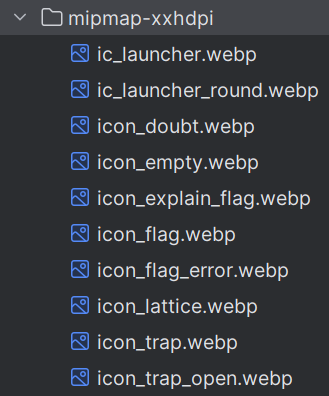 mipmap-xxhdpi
ic_launcher.webp
ic_launcher_round.webp
icon_doubt.webp
icon_empty.webp
icon_explain_flag.webp
icon_flag.webp
icon_flag_error.webp
icon_lattice.webp
icon_trap.webp
icon_trap_open.webp